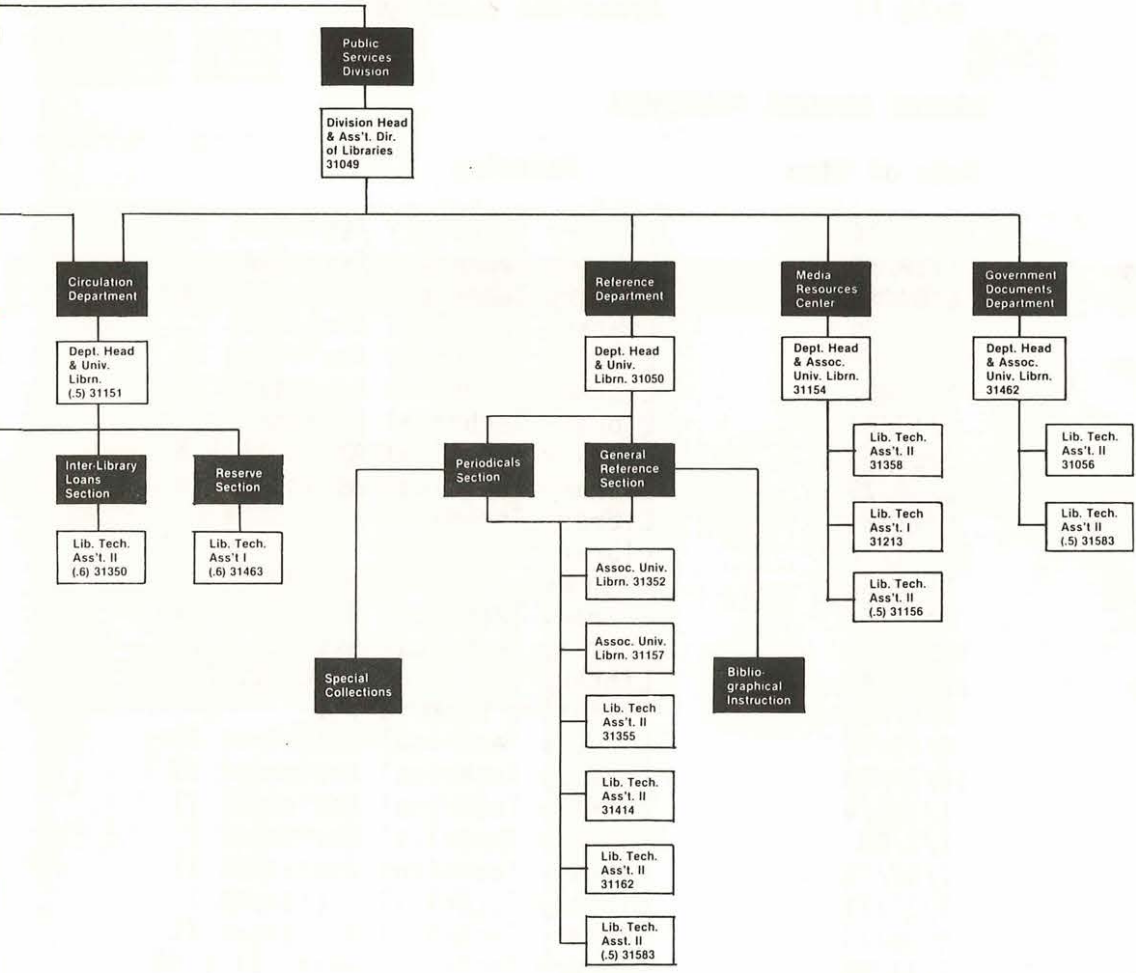 Public
Services
Division
Division Head
& Ass't. Dir.
of Libraries
31049
Circulation
Department
Reference
Department
Media
Resources
Center
Government
Documents
Department
Dept. Head
& Univ.
Librn.
(.5) 31151
Dept. Head
& Univ.
Librn. 31050
Dept. Head
& Assoc.
Univ. Librn.
31154
Dept. Head
& Assoc.
Univ. Librn.
31462
Inter-Library
Loans
Section
Reserve
Section
Periodicals
Section
General
Reference
Section
Lib. Tech.
Ass't. II
31358
Lib. Tech.
Ass't. II
31056
Lib. Tech.
Ass't. II
(.6) 31350
Lib. Tech.
Ass't I
(.6) 31463
Lib. Tech
Ass't. I
31213
Lib. Tech
Ass't II
(.5) 31583
Assoc. Univ.
Librn. 31352
Lib. Tech.
Ass't. II
(.5) 31156
Assoc. Univ.
Librn. 31157
Special
Collections
Biblio-
graphical
Instruction
Lib. Tech
Ass't. II
31355
Lib. Tech.
Ass't. II
31414
Lib. Tech.
Ass't. II
31162
Lib. Tech.
Asst. II
(.5) 31583